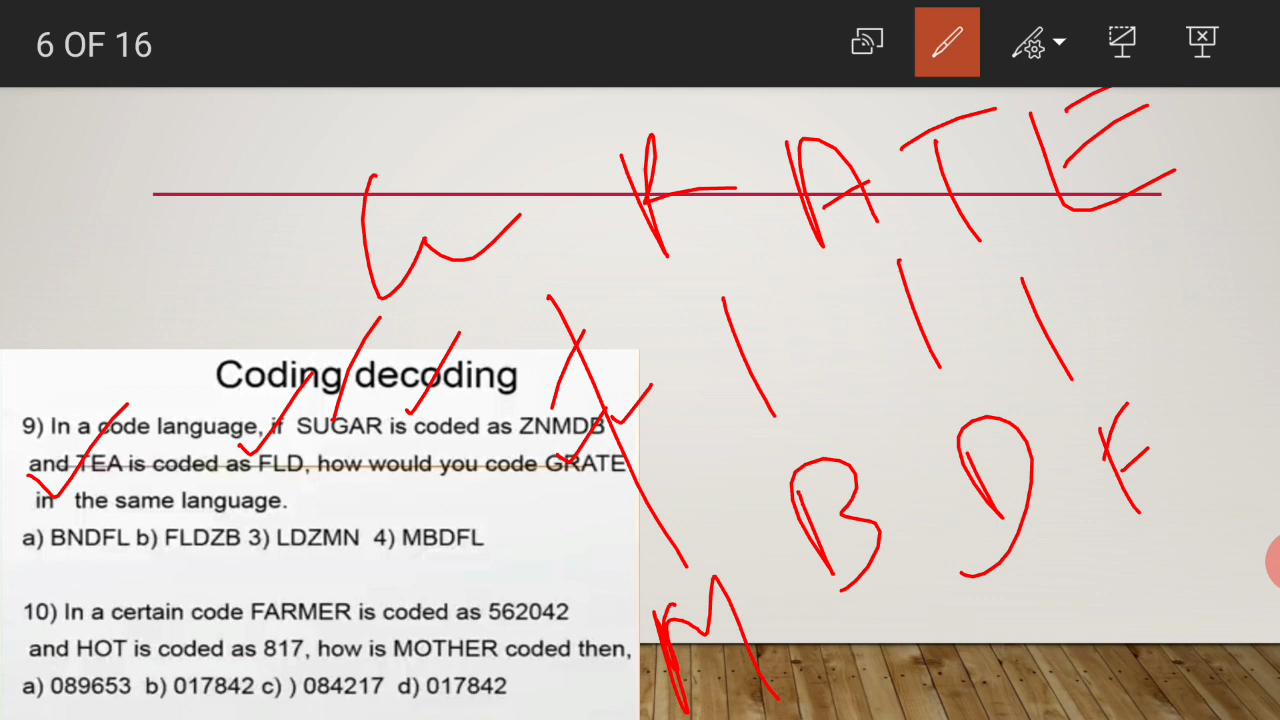 6 OF 16
G R A T E
M B D F
Coding decoding
9) In a code language, if SUGAR is coded as ZNMDB
and TEA is coded as FLD, how would you code GRATE
in the same language.
a) BNDFL b) FLDZB 3) LDZMN 4) MBDFL
10) In a certain code FARMER is coded as 562042
and HOT is coded as 817, how is MOTHER coded then,
a) 089653 b) 017842 c) ) 084217 d) 017842